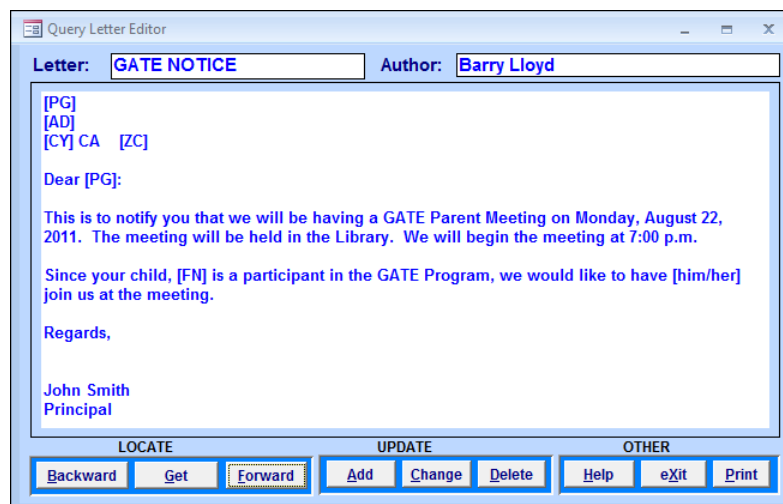 Query Letter Editor
Letter: GATE NOTICE Author: Barry Lloyd
[PG]
[AD]
[CY] CA [ZC]
Dear [PG]:
This is to notify you that we will be having a GATE Parent Meeting on Monday, August 22,
2011. The meeting will be held in the Library. We will begin the meeting at 7:00 p.m.
Since your child, [FN] is a participant in the GATE Program, we would like to have [him/her]
join us at the meeting.
Regards,
John Smith
Principal
LOCATE UPDATE OTHER
Backward Get Forward Add Change Delete Help eXit Print